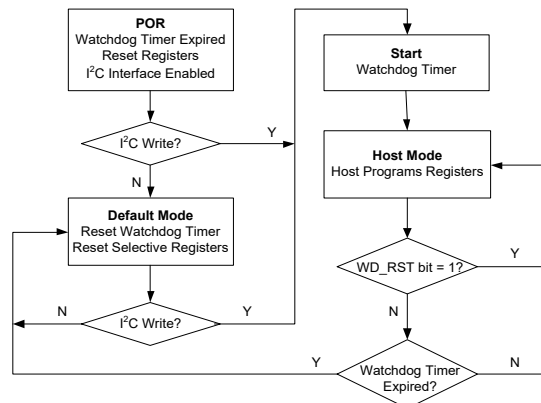 POR
Watchdog Timer Expired
Reset Registers
I²C Interface Enabled
I²C Write?
Y
N
Default Mode
Reset Watchdog Timer
Reset Selective Registers
I²C Write?
N
Y
Start
Watchdog Timer
Host Mode
Host Programs Registers
WD_RST bit = 1?
Y
N
Watchdog Timer
Expired?
Y
N